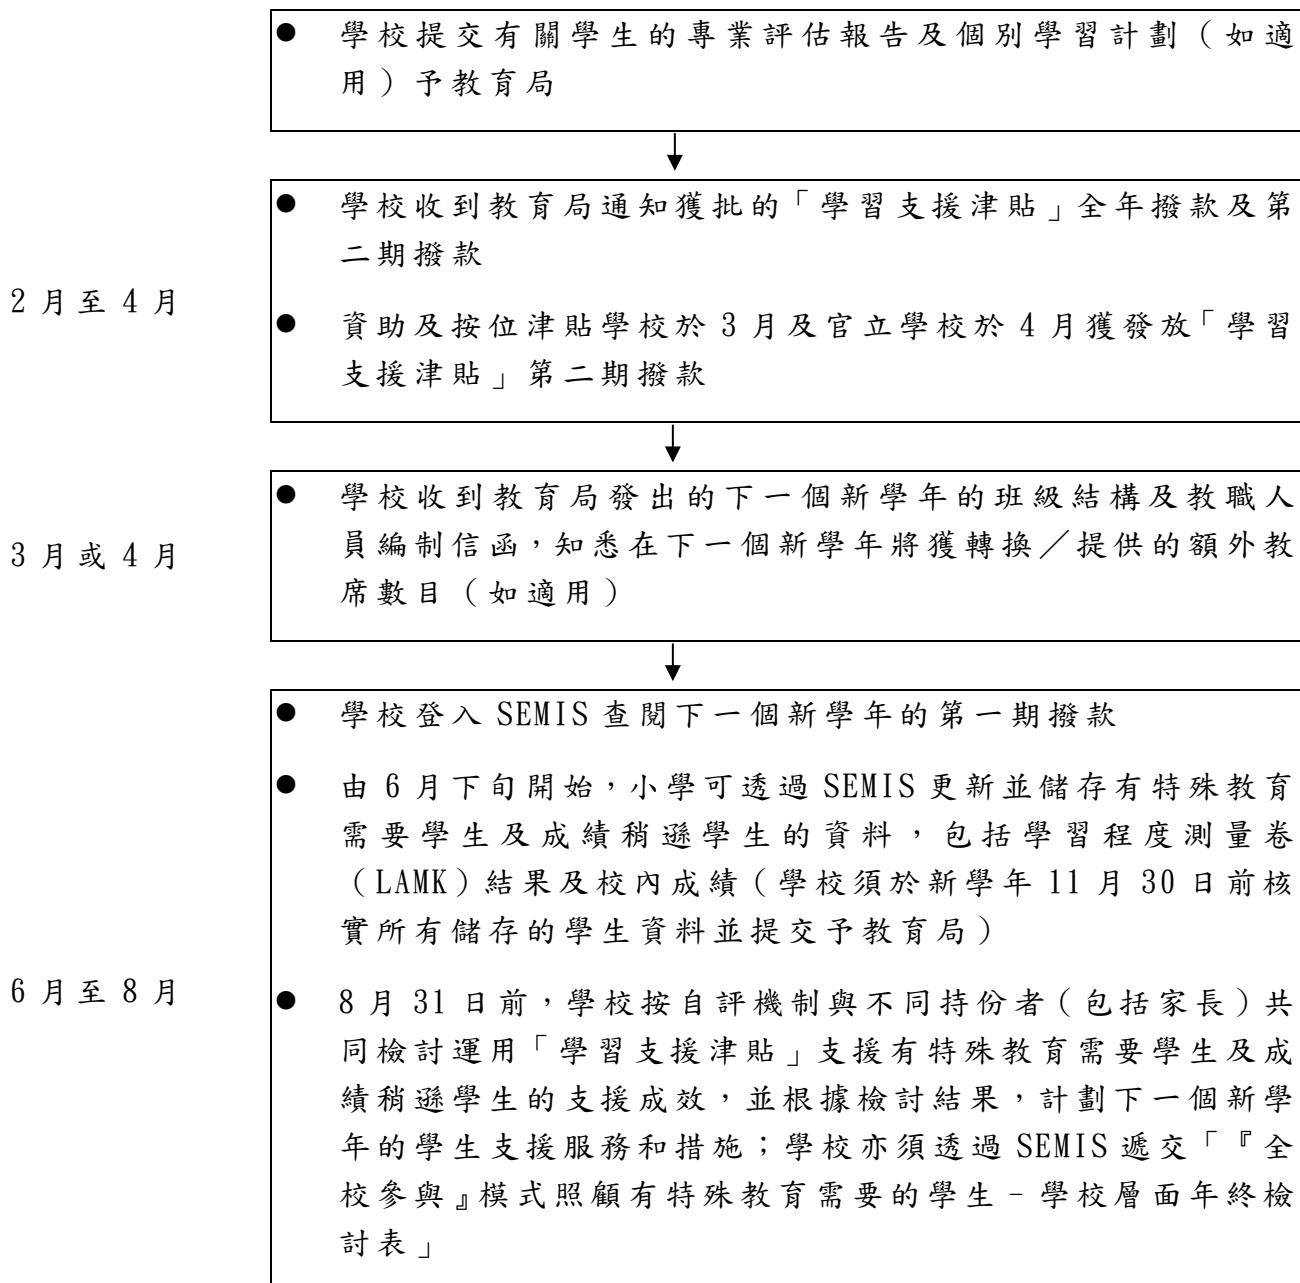 ● 學校提交有關學生的專業評估報告及個別學習計劃（如適
用）予教育局
2 月至 4 月
● 學校收到教育局通知獲批的「學習支援津貼」全年撥款及第
二期撥款
● 資助及按位津貼學校於 3 月及官立學校於 4 月獲發放「學習
支援津貼」第二期撥款
3 月或 4 月
● 學校收到教育局發出的下一個新學年的班級結構及教職人
員編制信函，知悉在下一個新學年將獲轉換／提供的額外教
席數目（如適用）
6 月至 8 月
● 學校登入 SEMIS 查閱下一個新學年的第一期撥款
● 由 6 月下旬開始，小學可透過 SEMIS 更新並儲存有特殊教育
需要學生及成績稍遜學生的資料，包括學習程度測量卷
（LAMK）結果及校內成績（學校須於新學年 11 月 30 日前核
實所有儲存的學生資料並提交予教育局）
● 8 月 31 日前，學校按自評機制與不同持份者（包括家長）共
同檢討運用「學習支援津貼」支援有特殊教育需要學生及成
績稍遜學生的支援成效，並根據檢討結果，計劃下一個新學
年的學生支援服務和措施；學校亦須透過 SEMIS 遞交「『全
校參與』模式照顧有特殊教育需要的學生 – 學校層面年終檢
討表」